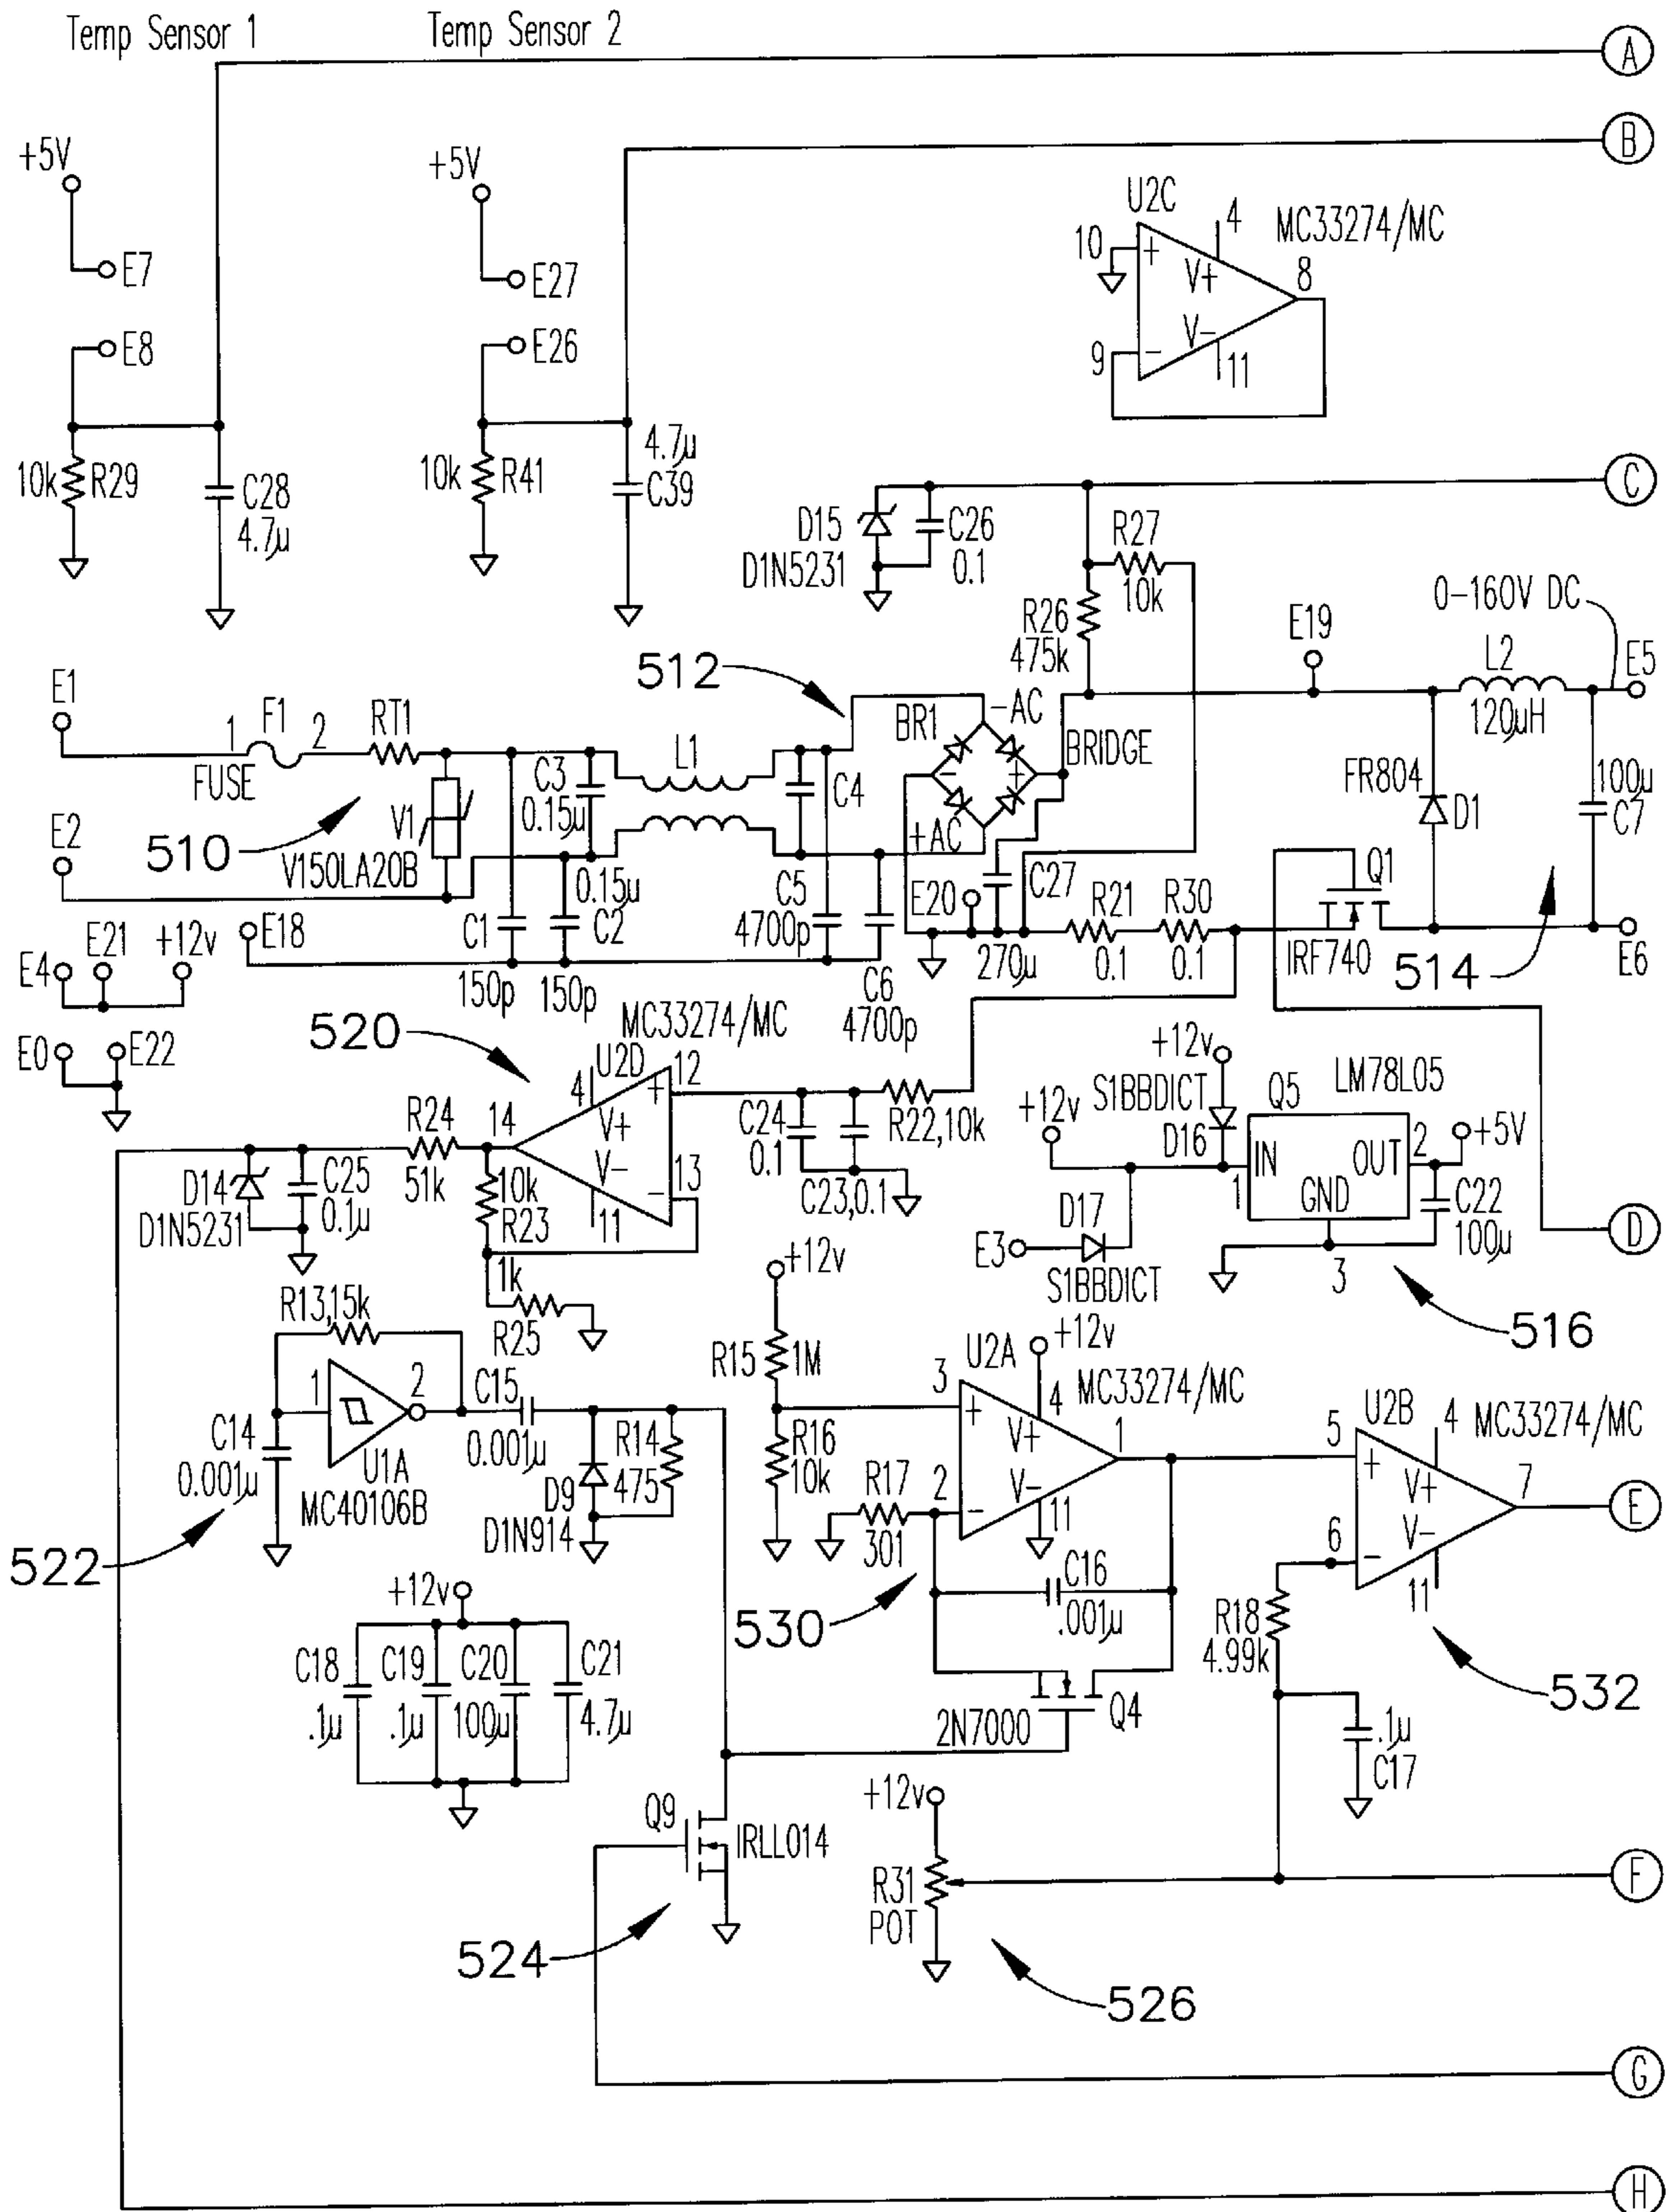 Temp Sensor 1
Temp Sensor 2
A
B
+5V
E7
E8
10k
R29
C28
4.7µ
+5V
E27
E26
10k
R41
4.7µ
C39
U2C
MC33274/MC
10
+
4
V+
8
V-
9
-
11
C
D15
D1N5231
C26
0.1
R27
10k
R26
475k
0-160V DC
E19
L2
120µH
E5
E1
1
F1
2
FUSE
RT1
512
510
V1
V150LA20B
E2
C3
0.15µ
L1
C4
BR1
-AC
BRIDGE
-
+
+AC
FR804
D1
100µ
C7
0.15µ
C1
150p
C2
150p
C5
4700p
C6
4700p
E20
C27
270µ
R21
0.1
R30
0.1
Q1
IRF740
514
E6
E18
E4
E21
+12v
E0
E22
520
MC33274/MC
U2D
4
12
+
V+
V-
14
13
-
11
R24
51k
10k
R23
1k
R25
D14
D1N5231
C25
0.1µ
C24
0.1
R22,10k
C23,0.1
+12v
+12v
S1BBDICT
D16
Q5
LM78L05
IN
OUT
GND
1
2
3
+5V
C22
100µ
D17
E3
S1BBDICT
516
D
R13,15k
1
2
C14
0.001µ
U1A
MC40106B
522
C15
0.001µ
D9
D1N914
R14
475
+12v
R15
1M
R16
10k
U2A
+12v
MC33274/MC
3
+
4
V+
V-
1
2
-
11
R17
301
530
C16
.001µ
2N7000
Q4
U2B
4
MC33274/MC
5
+
V+
V-
7
6
-
11
E
R18
4.99k
532
.1µ
C17
+12v
C18
.1µ
C19
.1µ
C20
100µ
C21
4.7µ
Q9
IRLL014
524
+12v
R31
POT
526
F
G
H